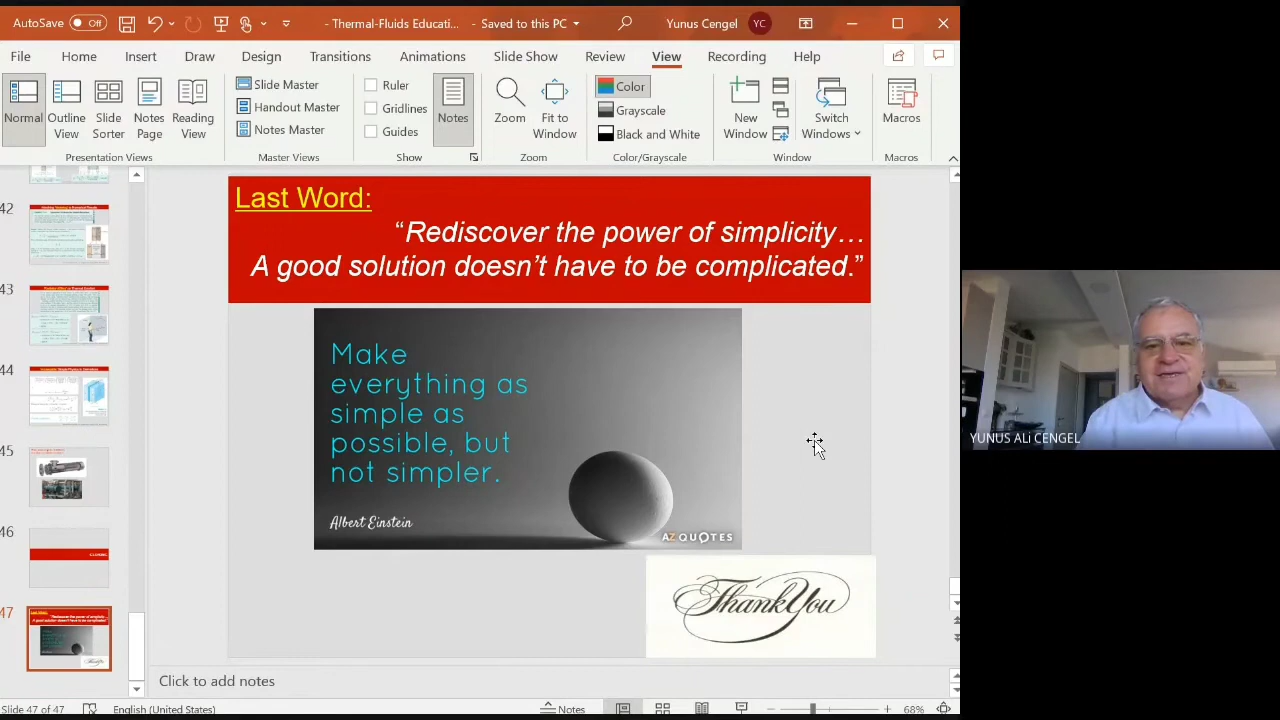 AutoSave Off - Thermal-Fluids Educati... - Saved to this PC Yunus Cengel YC
File Home Insert Draw Design Transitions Animations Slide Show Review View Recording Help
Normal Outline View Slide Sorter Notes Page Reading View
Presentation Views
Slide Master
Handout Master
Notes Master
Master Views
Ruler
Gridlines
Guides
Show
Notes
Zoom Fit to Window
Zoom
Color
Grayscale
Black and White
Color/Grayscale
New Window Switch Windows
Window
Macros
Macros
42
43
44
45
46
CLOSING
47
Last Word:
“Rediscover the power of simplicity…
A good solution doesn’t have to be complicated.”
Make
everything as
simple as
possible, but
not simpler.
Albert Einstein
AZ QUOTES
Thank You
YUNUS ALi CENGEL
Click to add notes
Slide 47 of 47 English (United States) Notes 68%